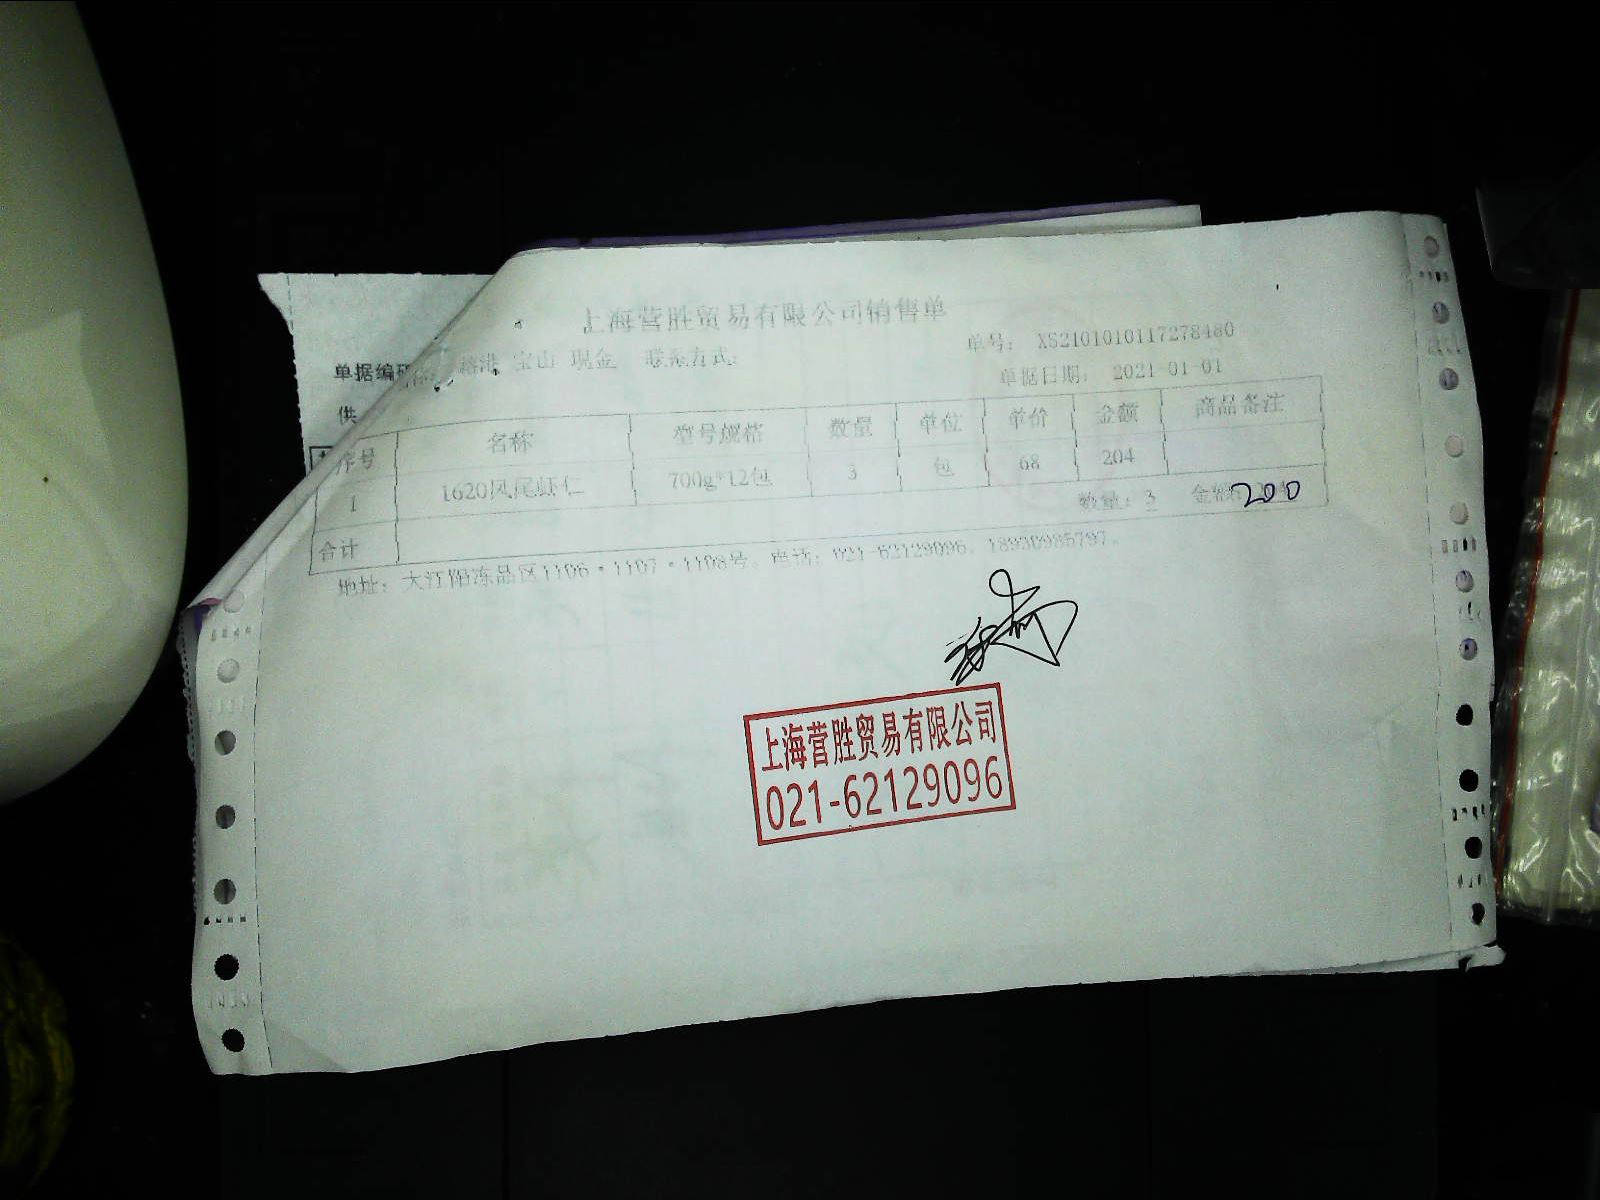 上海营胜贸易有限公司销售单
单号: XS2101010117278480
单据编
港 宝山 现金 联系方式:
单据日期: 2021-01-01
供
序号 名称 型号规格 数量 单位 单价 金额 商品备注
1 1620凤尾虾仁 700g*12包 3 包 68 204
合计 数量: 3 金额: 200
地址: 大江阳冻品区1106·1107·1108号。电话: 021-62129096、18930985797。
上海营胜贸易有限公司
021-62129096